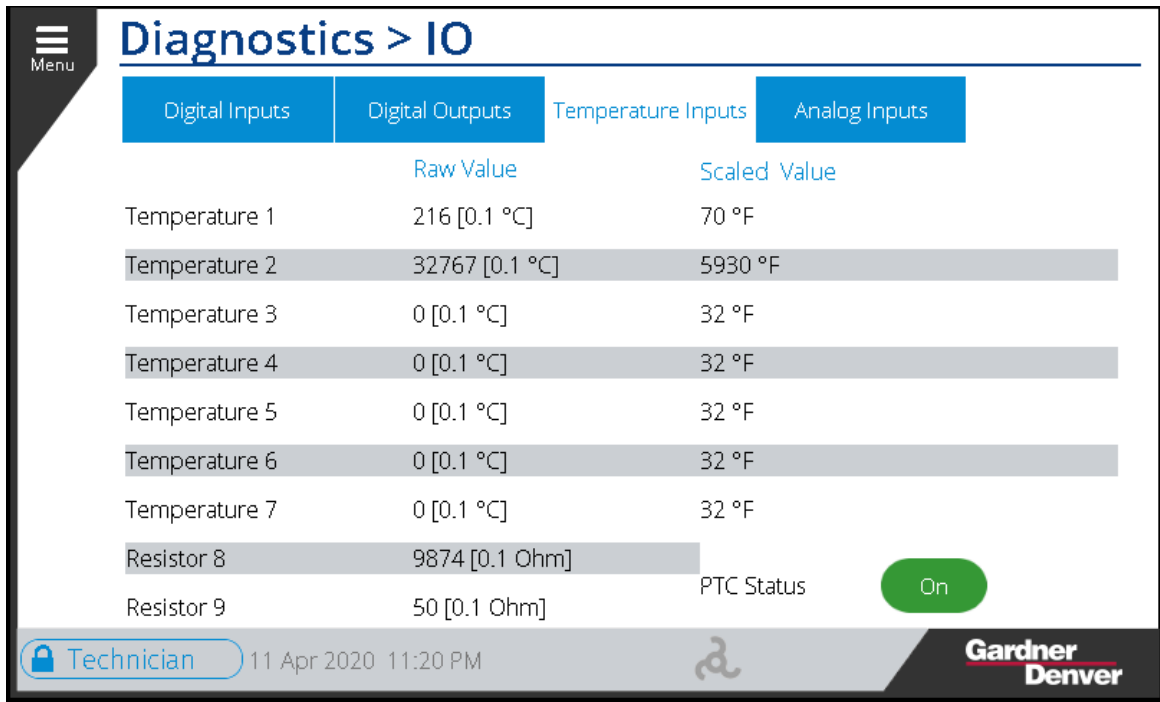 Menu
Diagnostics > IO
Digital Inputs Digital Outputs Temperature Inputs Analog Inputs
Raw Value Scaled Value
Temperature 1 216 [0.1 °C] 70 °F
Temperature 2 32767 [0.1 °C] 5930 °F
Temperature 3 0 [0.1 °C] 32 °F
Temperature 4 0 [0.1 °C] 32 °F
Temperature 5 0 [0.1 °C] 32 °F
Temperature 6 0 [0.1 °C] 32 °F
Temperature 7 0 [0.1 °C] 32 °F
Resistor 8 9874 [0.1 Ohm]
PTC Status On
Resistor 9 50 [0.1 Ohm]
Technician 11 Apr 2020 11:20 PM
Gardner
Denver